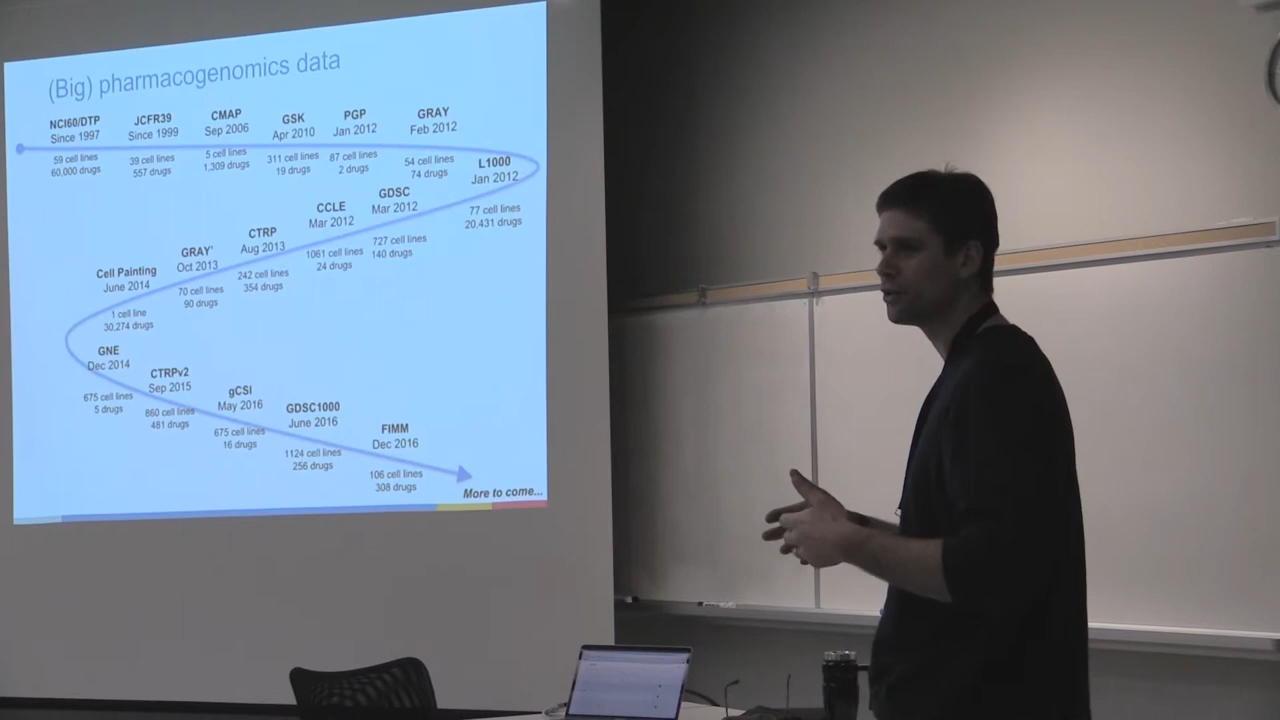 (Big) pharmacogenomics data
NCI60/DTP
Since 1997
59 cell lines
60,000 drugs
JCFR39
Since 1999
39 cell lines
557 drugs
CMAP
Sep 2006
5 cell lines
1,309 drugs
GSK
Apr 2010
311 cell lines
19 drugs
PGP
Jan 2012
87 cell lines
2 drugs
GRAY
Feb 2012
54 cell lines
74 drugs
L1000
Jan 2012
77 cell lines
20,431 drugs
GDSC
Mar 2012
727 cell lines
140 drugs
CCLE
Mar 2012
1061 cell lines
24 drugs
CTRP
Aug 2013
242 cell lines
354 drugs
GRAY'
Oct 2013
70 cell lines
90 drugs
Cell Painting
June 2014
1 cell line
30,274 drugs
GNE
Dec 2014
675 cell lines
5 drugs
CTRPv2
Sep 2015
860 cell lines
481 drugs
gCSI
May 2016
675 cell lines
16 drugs
GDSC1000
June 2016
1124 cell lines
256 drugs
FIMM
Dec 2016
106 cell lines
308 drugs
More to come...